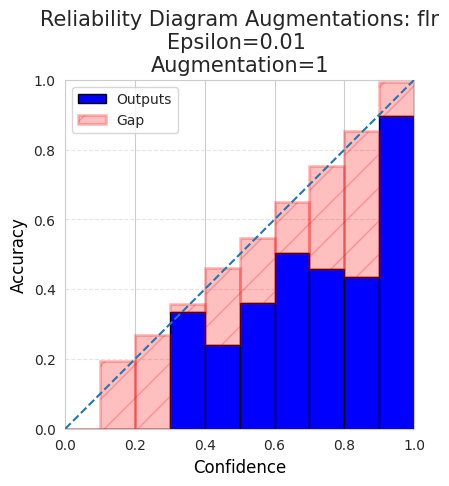 Reliability Diagram Augmentations: flr
Epsilon=0.01
Augmentation=1
Outputs
Gap
1.0
0.8
0.6
0.4
0.2
0.0
Accuracy
0.0 0.2 0.4 0.6 0.8 1.0
Confidence